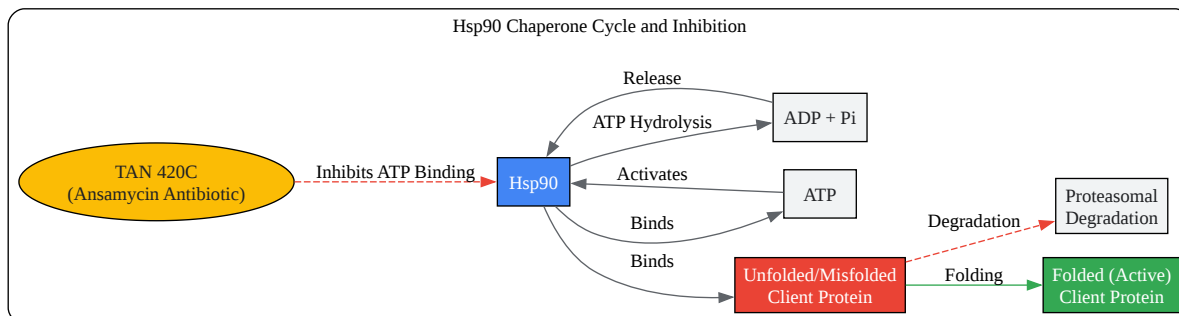 Hsp90 Chaperone Cycle and Inhibition
Release
ADP + Pi
ATP Hydrolysis
TAN 420C
(Ansamycin Antibiotic)
Inhibits ATP Binding
Hsp90
Activates
ATP
Binds
Binds
Unfolded/Misfolded
Client Protein
Degradation
Proteasomal
Degradation
Folding
Folded (Active)
Client Protein